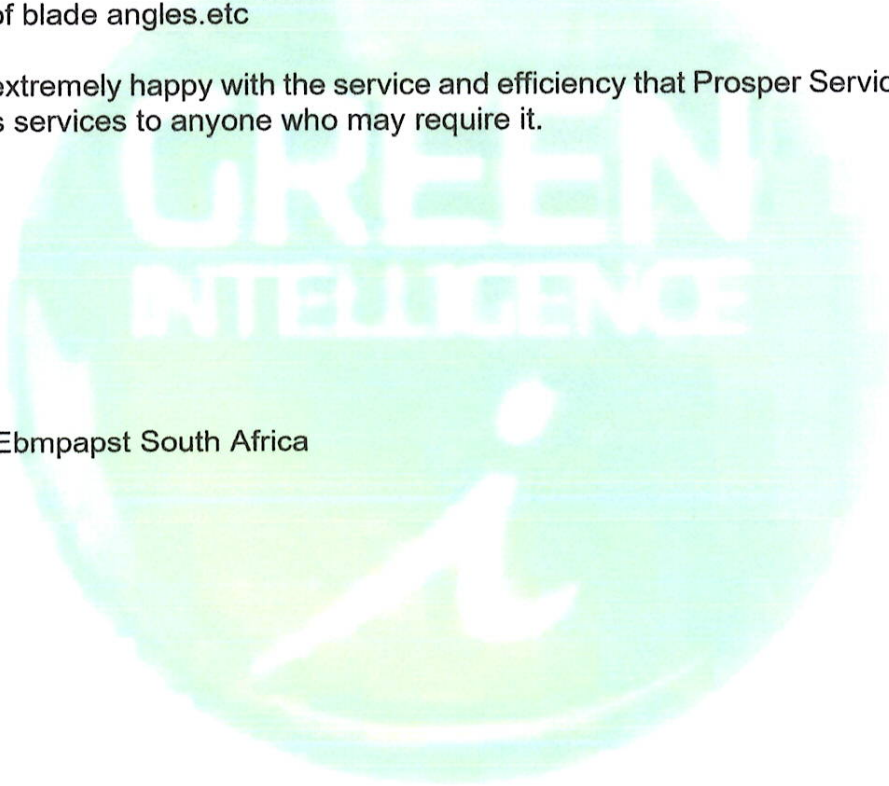 of blade angles.etc
extremely happy with the service and efficiency that Prosper Servic
s services to anyone who may require it.
GREEN
INTELLIGENCE
i
Ebmpapst South Africa